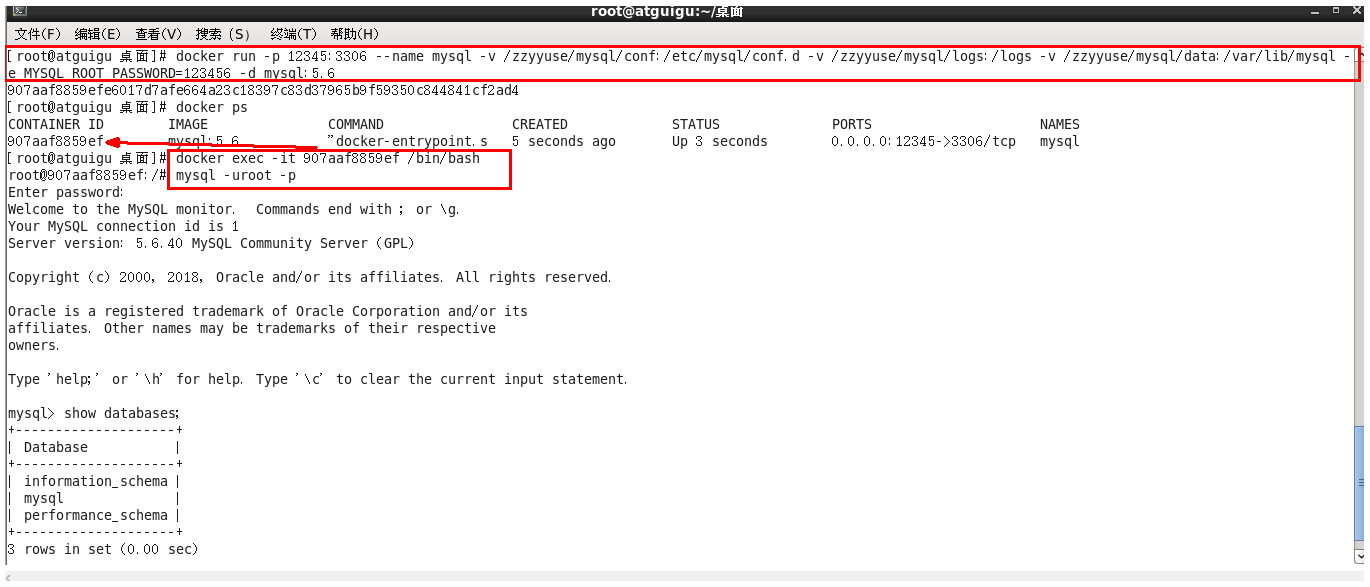 root@atguigu:~/桌面
文件(F) 编辑(E) 查看(V) 搜索 (S) 终端(T) 帮助(H)
[root@atguigu 桌面]# docker run -p 12345:3306 --name mysql -v /zzyyuse/mysql/conf:/etc/mysql/conf.d -v /zzyyuse/mysql/logs:/logs -v /zzyyuse/mysql/data:/var/lib/mysql -
e MYSQL_ROOT_PASSWORD=123456 -d mysql:5.6
907aaf8859efe6017d7afe664a23c18397c83d37965b9f59350c844841cf2ad4
[root@atguigu 桌面]# docker ps
CONTAINER ID IMAGE COMMAND CREATED STATUS PORTS NAMES
907aaf8859ef mysql:5.6 "docker-entrypoint.s 5 seconds ago Up 3 seconds 0.0.0.0:12345->3306/tcp mysql
[root@atguigu 桌面]# docker exec -it 907aaf8859ef /bin/bash
root@907aaf8859ef:/# mysql -uroot -p
Enter password:
Welcome to the MySQL monitor. Commands end with ; or \g.
Your MySQL connection id is 1
Server version: 5.6.40 MySQL Community Server (GPL)
Copyright (c) 2000, 2018, Oracle and/or its affiliates. All rights reserved.
Oracle is a registered trademark of Oracle Corporation and/or its
affiliates. Other names may be trademarks of their respective
owners.
Type 'help;' or '\h' for help. Type '\c' to clear the current input statement.
mysql> show databases;
+--------------------+
| Database |
+--------------------+
| information_schema |
| mysql |
| performance_schema |
+--------------------+
3 rows in set (0.00 sec)